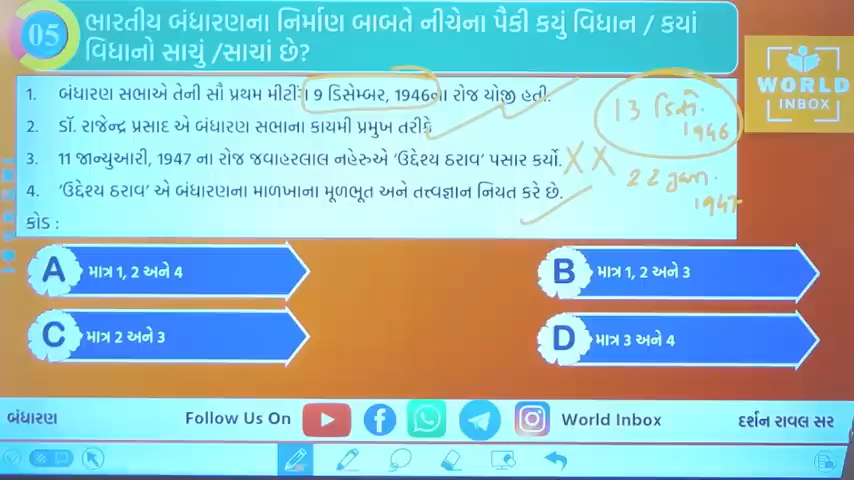 05
ભારતીય બંધારણના નિર્માણ બાબતે નીચેના પૈકી કયું વિધાન / કયાં
વિધાનો સાચું /સાચાં છે?
WORLD
INBOX
1. બંધારણ સભાએ તેની સૌ પ્રથમ મીટીંગ 9 ડિસેમ્બર, 1946ના રોજ યોજી હતી.
2. ડૉ. રાજેન્દ્ર પ્રસાદ એ બંધારણ સભાના કાયમી પ્રમુખ તરીકે
3. 11 જાન્યુઆરી, 1947 ના રોજ જવાહરલાલ નહેરુએ ‘ઉદ્દેશ્ય ઠરાવ’ પસાર કર્યો.
4. ‘ઉદ્દેશ્ય ઠરાવ’ એ બંધારણના માળખાના મૂળભૂત અને તત્ત્વજ્ઞાન નિયત કરે છે.
કોડ :
13 ડિસે.
1946
22 જાન.
1947
A માત્ર 1, 2 અને 4
B માત્ર 1, 2 અને 3
C માત્ર 2 અને 3
D માત્ર 3 અને 4
બંધારણ
Follow Us On
World Inbox
દર્શન રાવલ સર